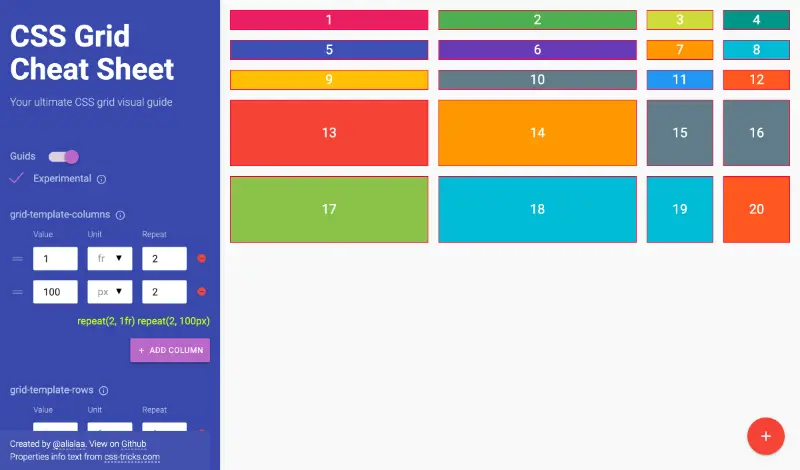 CSS Grid
Cheat Sheet
Your ultimate CSS grid visual guide
Guids
Experimental
grid-template-columns
Value Unit Repeat
1 fr 2
100 px 2
repeat(2, 1fr) repeat(2, 100px)
+ ADD COLUMN
grid-template-rows
Value Unit Repeat
Created by @alialaa. View on Github
Properties info text from css-tricks.com
1 2 3 4
5 6 7 8
9 10 11 12
13 14 15 16
17 18 19 20
+